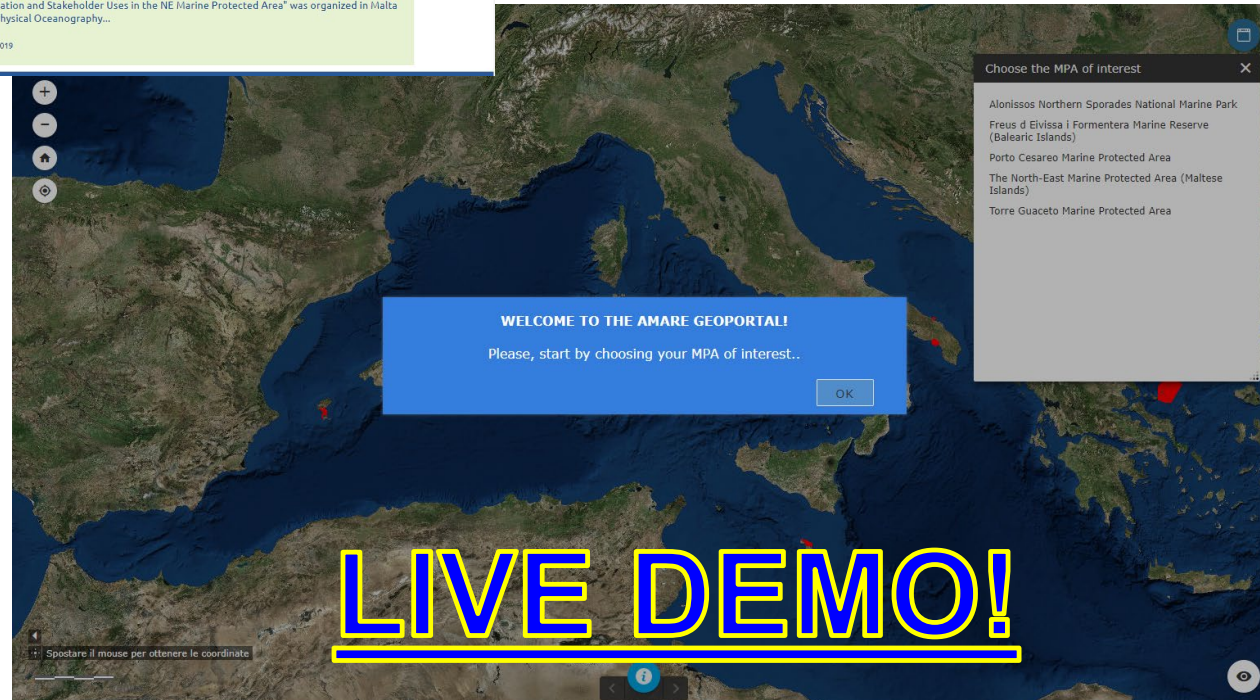 ation and Stakeholder Uses in the NE Marine Protected Area" was organized in Malta
hysical Oceanography...
019
Choose the MPA of interest
Alonissos Northern Sporades National Marine Park
Freus d Eivissa i Formentera Marine Reserve
(Balearic Islands)
Porto Cesareo Marine Protected Area
The North-East Marine Protected Area (Maltese
Islands)
Torre Guaceto Marine Protected Area
WELCOME TO THE AMARE GEOPORTAL!
Please, start by choosing your MPA of interest..
OK
LIVE DEMO!
Spostare il mouse per ottenere le coordinate